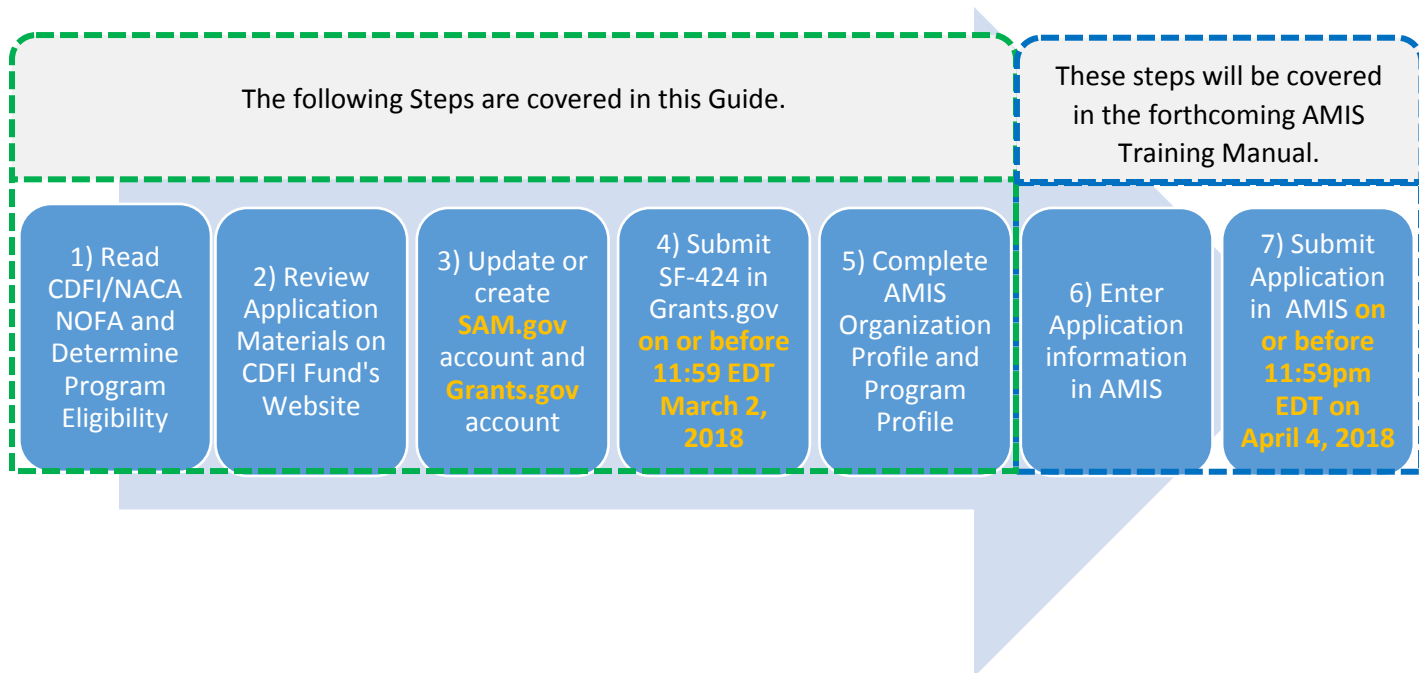 The following Steps are covered in this Guide.
These steps will be covered
in the forthcoming AMIS
Training Manual.
1) Read
CDFI/NACA
NOFA and
Determine
Program
Eligibility
2) Review
Application
Materials on
CDFI Fund's
Website
3) Update or
create
SAM.gov
account and
Grants.gov
account
4) Submit
SF-424 in
Grants.gov
on or before
11:59 EDT
March 2,
2018
5) Complete
AMIS
Organization
Profile and
Program
Profile
6) Enter
Application
information
in AMIS
7) Submit
Application
in AMIS on
or before
11:59pm
EDT on
April 4, 2018